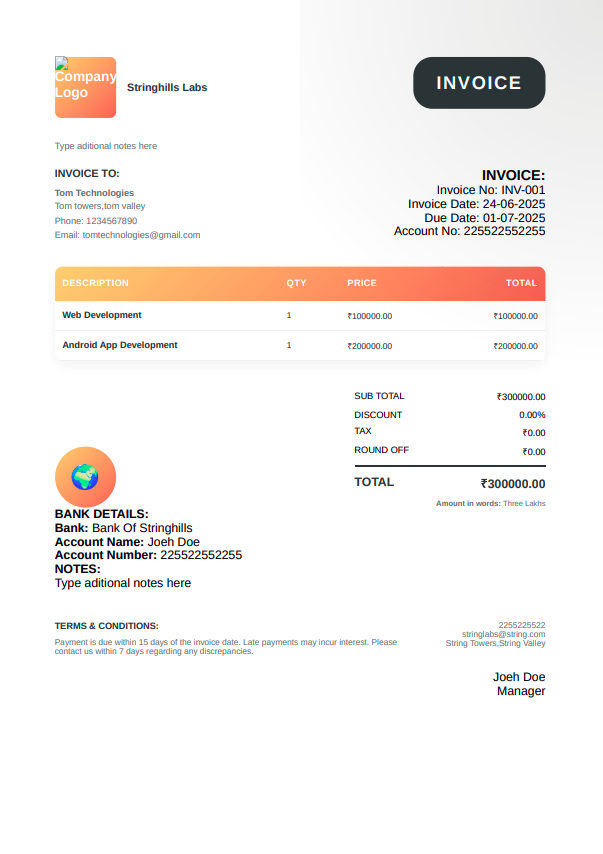 Company
Logo
Stringhills Labs
INVOICE
Type aditional notes here
INVOICE TO:
Tom Technologies
Tom towers,tom valley
Phone: 1234567890
Email: tomtechnologies@gmail.com
INVOICE:
Invoice No: INV-001
Invoice Date: 24-06-2025
Due Date: 01-07-2025
Account No: 225522552255
DESCRIPTION QTY PRICE TOTAL
Web Development 1 ₹100000.00 ₹100000.00
Android App Development 1 ₹200000.00 ₹200000.00
SUB TOTAL ₹300000.00
DISCOUNT 0.00%
TAX ₹0.00
ROUND OFF ₹0.00
TOTAL ₹300000.00
Amount in words: Three Lakhs
BANK DETAILS:
Bank: Bank Of Stringhills
Account Name: Joeh Doe
Account Number: 225522552255
NOTES:
Type aditional notes here
TERMS & CONDITIONS:
Payment is due within 15 days of the invoice date. Late payments may incur interest. Please
contact us within 7 days regarding any discrepancies.
2255225522
stringlabs@string.com
String Towers,String Valley
Joeh Doe
Manager